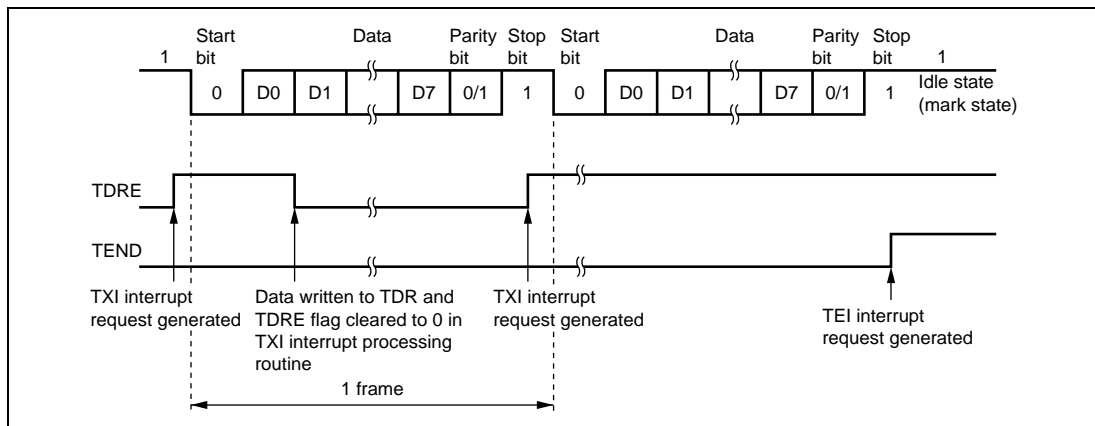 Start bit Data Parity bit Stop bit Start bit Data Parity bit Stop bit
1 1
0 D0 D1 D7 0/1 1 0 D0 D1 D7 0/1 1 Idle state (mark state)
TDRE
TEND
TXI interrupt request generated
Data written to TDR and TDRE flag cleared to 0 in TXI interrupt processing routine
TXI interrupt request generated
TEI interrupt request generated
1 frame